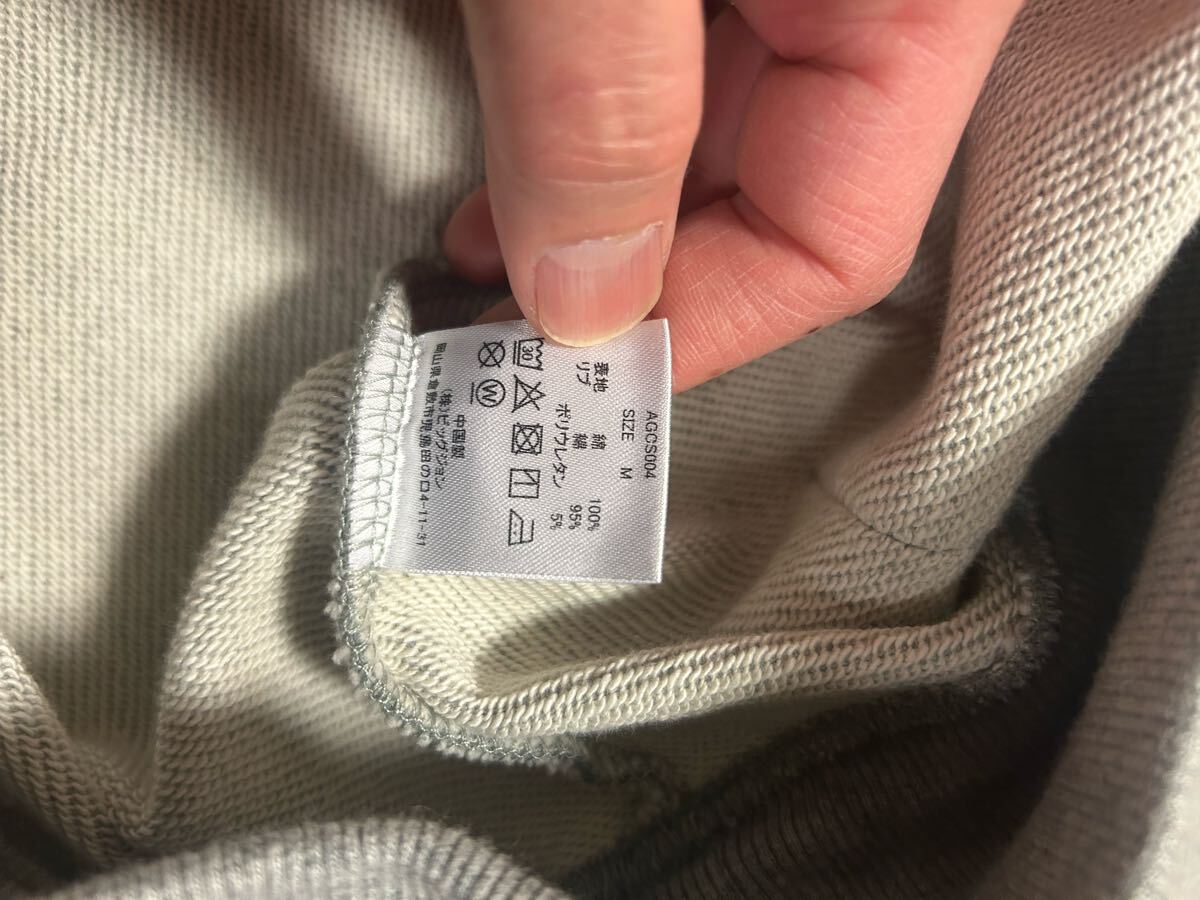 AGCS004
SIZE M
表地 綿 100%
リブ 綿 95%
ポリウレタン 5%
30
W
中国製
(株)ビッグジョン
岡山県倉敷市児島田の口4-11-31